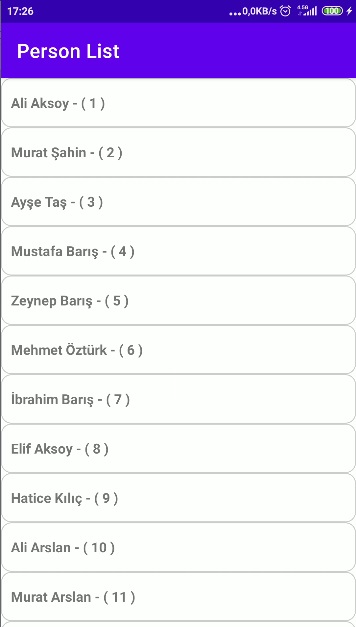 17:26
...0,0KB/s 4.5G 100
Person List
Ali Aksoy - ( 1 )
Murat Şahin - ( 2 )
Ayşe Taş - ( 3 )
Mustafa Barış - ( 4 )
Zeynep Barış - ( 5 )
Mehmet Öztürk - ( 6 )
İbrahim Barış - ( 7 )
Elif Aksoy - ( 8 )
Hatice Kılıç - ( 9 )
Ali Arslan - ( 10 )
Murat Arslan - ( 11 )